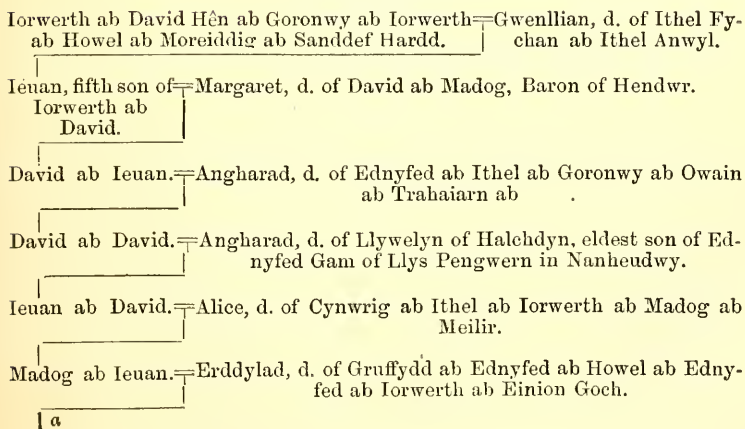 Iorwerth ab David Hên ab Goronwy ab Iorwerth=Gwenllian, d. of Ithel Fy-
ab Howel ab Moreiddig ab Sanddef Hardd. chan ab Ithel Anwyl.
Ieuan, fifth son of=Margaret, d. of David ab Madog, Baron of Hendwr.
Iorwerth ab
David.
David ab Ieuan.=Angharad, d. of Ednyfed ab Ithel ab Goronwy ab Owain
ab Trahaiarn ab .
David ab David.=Angharad, d. of Llywelyn of Halchdyn, eldest son of Ed-
nyfed Gam of Llys Pengwern in Nanheudwy.
Ieuan ab David.=Alice, d. of Cynwrig ab Ithel ab Iorwerth ab Madog ab
Meilir.
Madog ab Ieuan.=Erddylad, d. of Gruffydd ab Ednyfed ab Howel ab Edny-
fed ab Iorwerth ab Einion Goch.
a